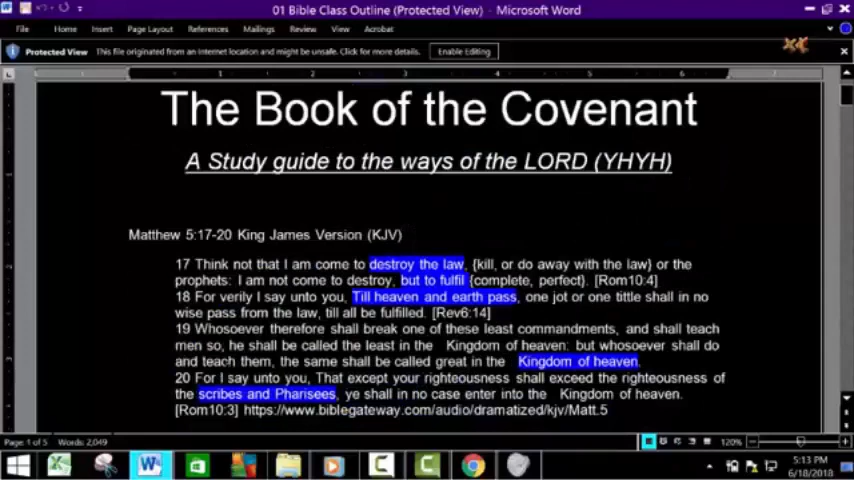 01 Bible Class Outline (Protected View) - Microsoft Word
File Home Insert Page Layout References Mailings Review View Acrobat
Protected View This file originated from an Internet location and might be unsafe. Click for more details. Enable Editing
1 2 3 4 5 6 7
The Book of the Covenant
A Study guide to the ways of the LORD (YHYH)
Matthew 5:17-20 King James Version (KJV)
17 Think not that I am come to destroy the law, {kill, or do away with the law} or the
prophets: I am not come to destroy, but to fulfil {complete, perfect}. [Rom10:4]
18 For verily I say unto you, Till heaven and earth pass, one jot or one tittle shall in no
wise pass from the law, till all be fulfilled. [Rev6:14]
19 Whosoever therefore shall break one of these least commandments, and shall teach
men so, he shall be called the least in the Kingdom of heaven: but whosoever shall do
and teach them, the same shall be called great in the Kingdom of heaven.
20 For I say unto you, That except your righteousness shall exceed the righteousness of
the scribes and Pharisees, ye shall in no case enter into the Kingdom of heaven.
[Rom10:3] https://www.biblegateway.com/audio/dramatized/kjv/Matt.5
Page: 1 of 5 Words: 2,049 120%
5:13 PM
6/18/2018